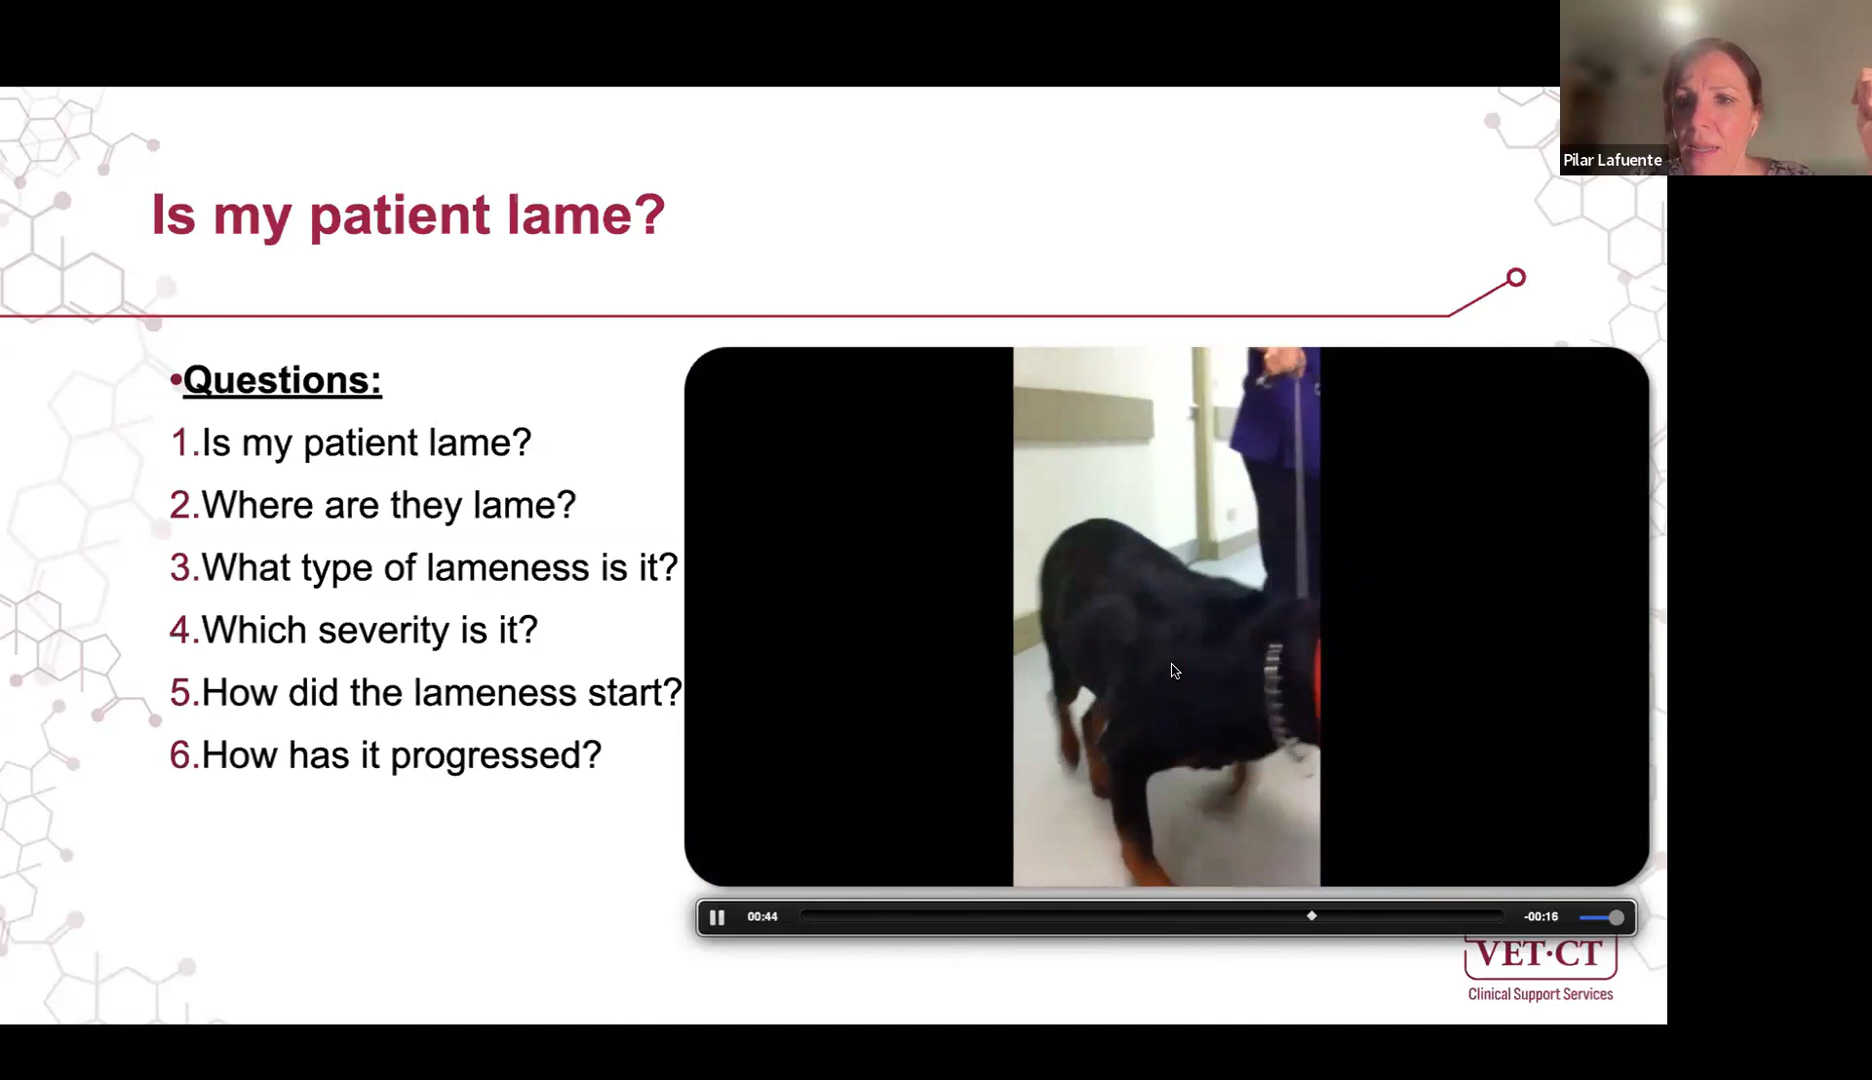 Pilar Lafuente
Is my patient lame?
•Questions:
1.Is my patient lame?
2.Where are they lame?
3.What type of lameness is it?
4.Which severity is it?
5.How did the lameness start?
6.How has it progressed?
00:44
-00:16
VET·CT
Clinical Support Services